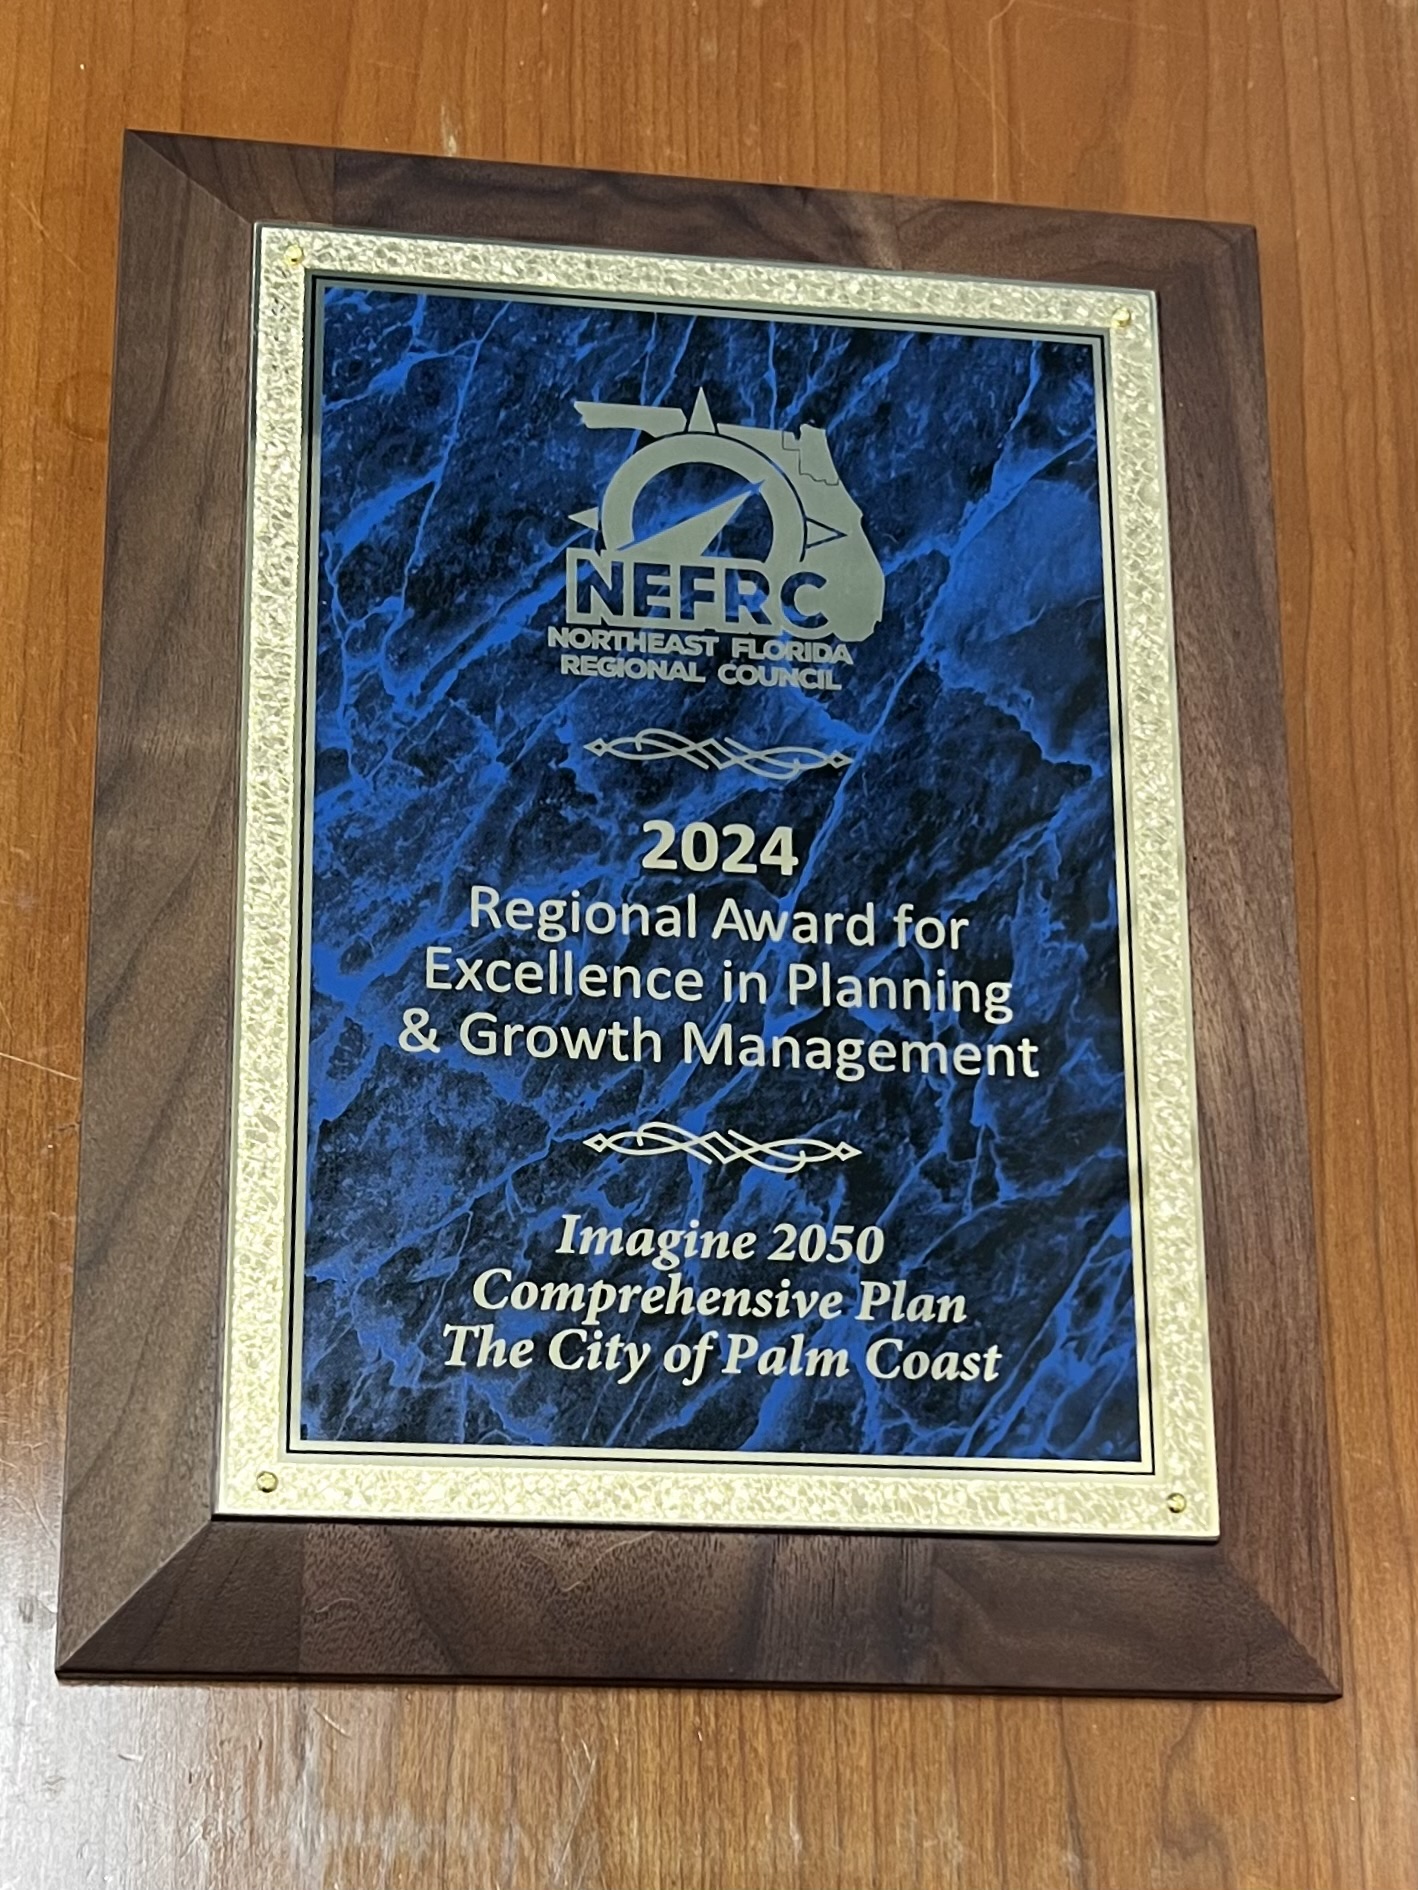 NEFRC
NORTHEAST FLORIDA
REGIONAL COUNCIL
2024
Regional Award for
Excellence in Planning
& Growth Management
Imagine 2050
Comprehensive Plan
The City of Palm Coast